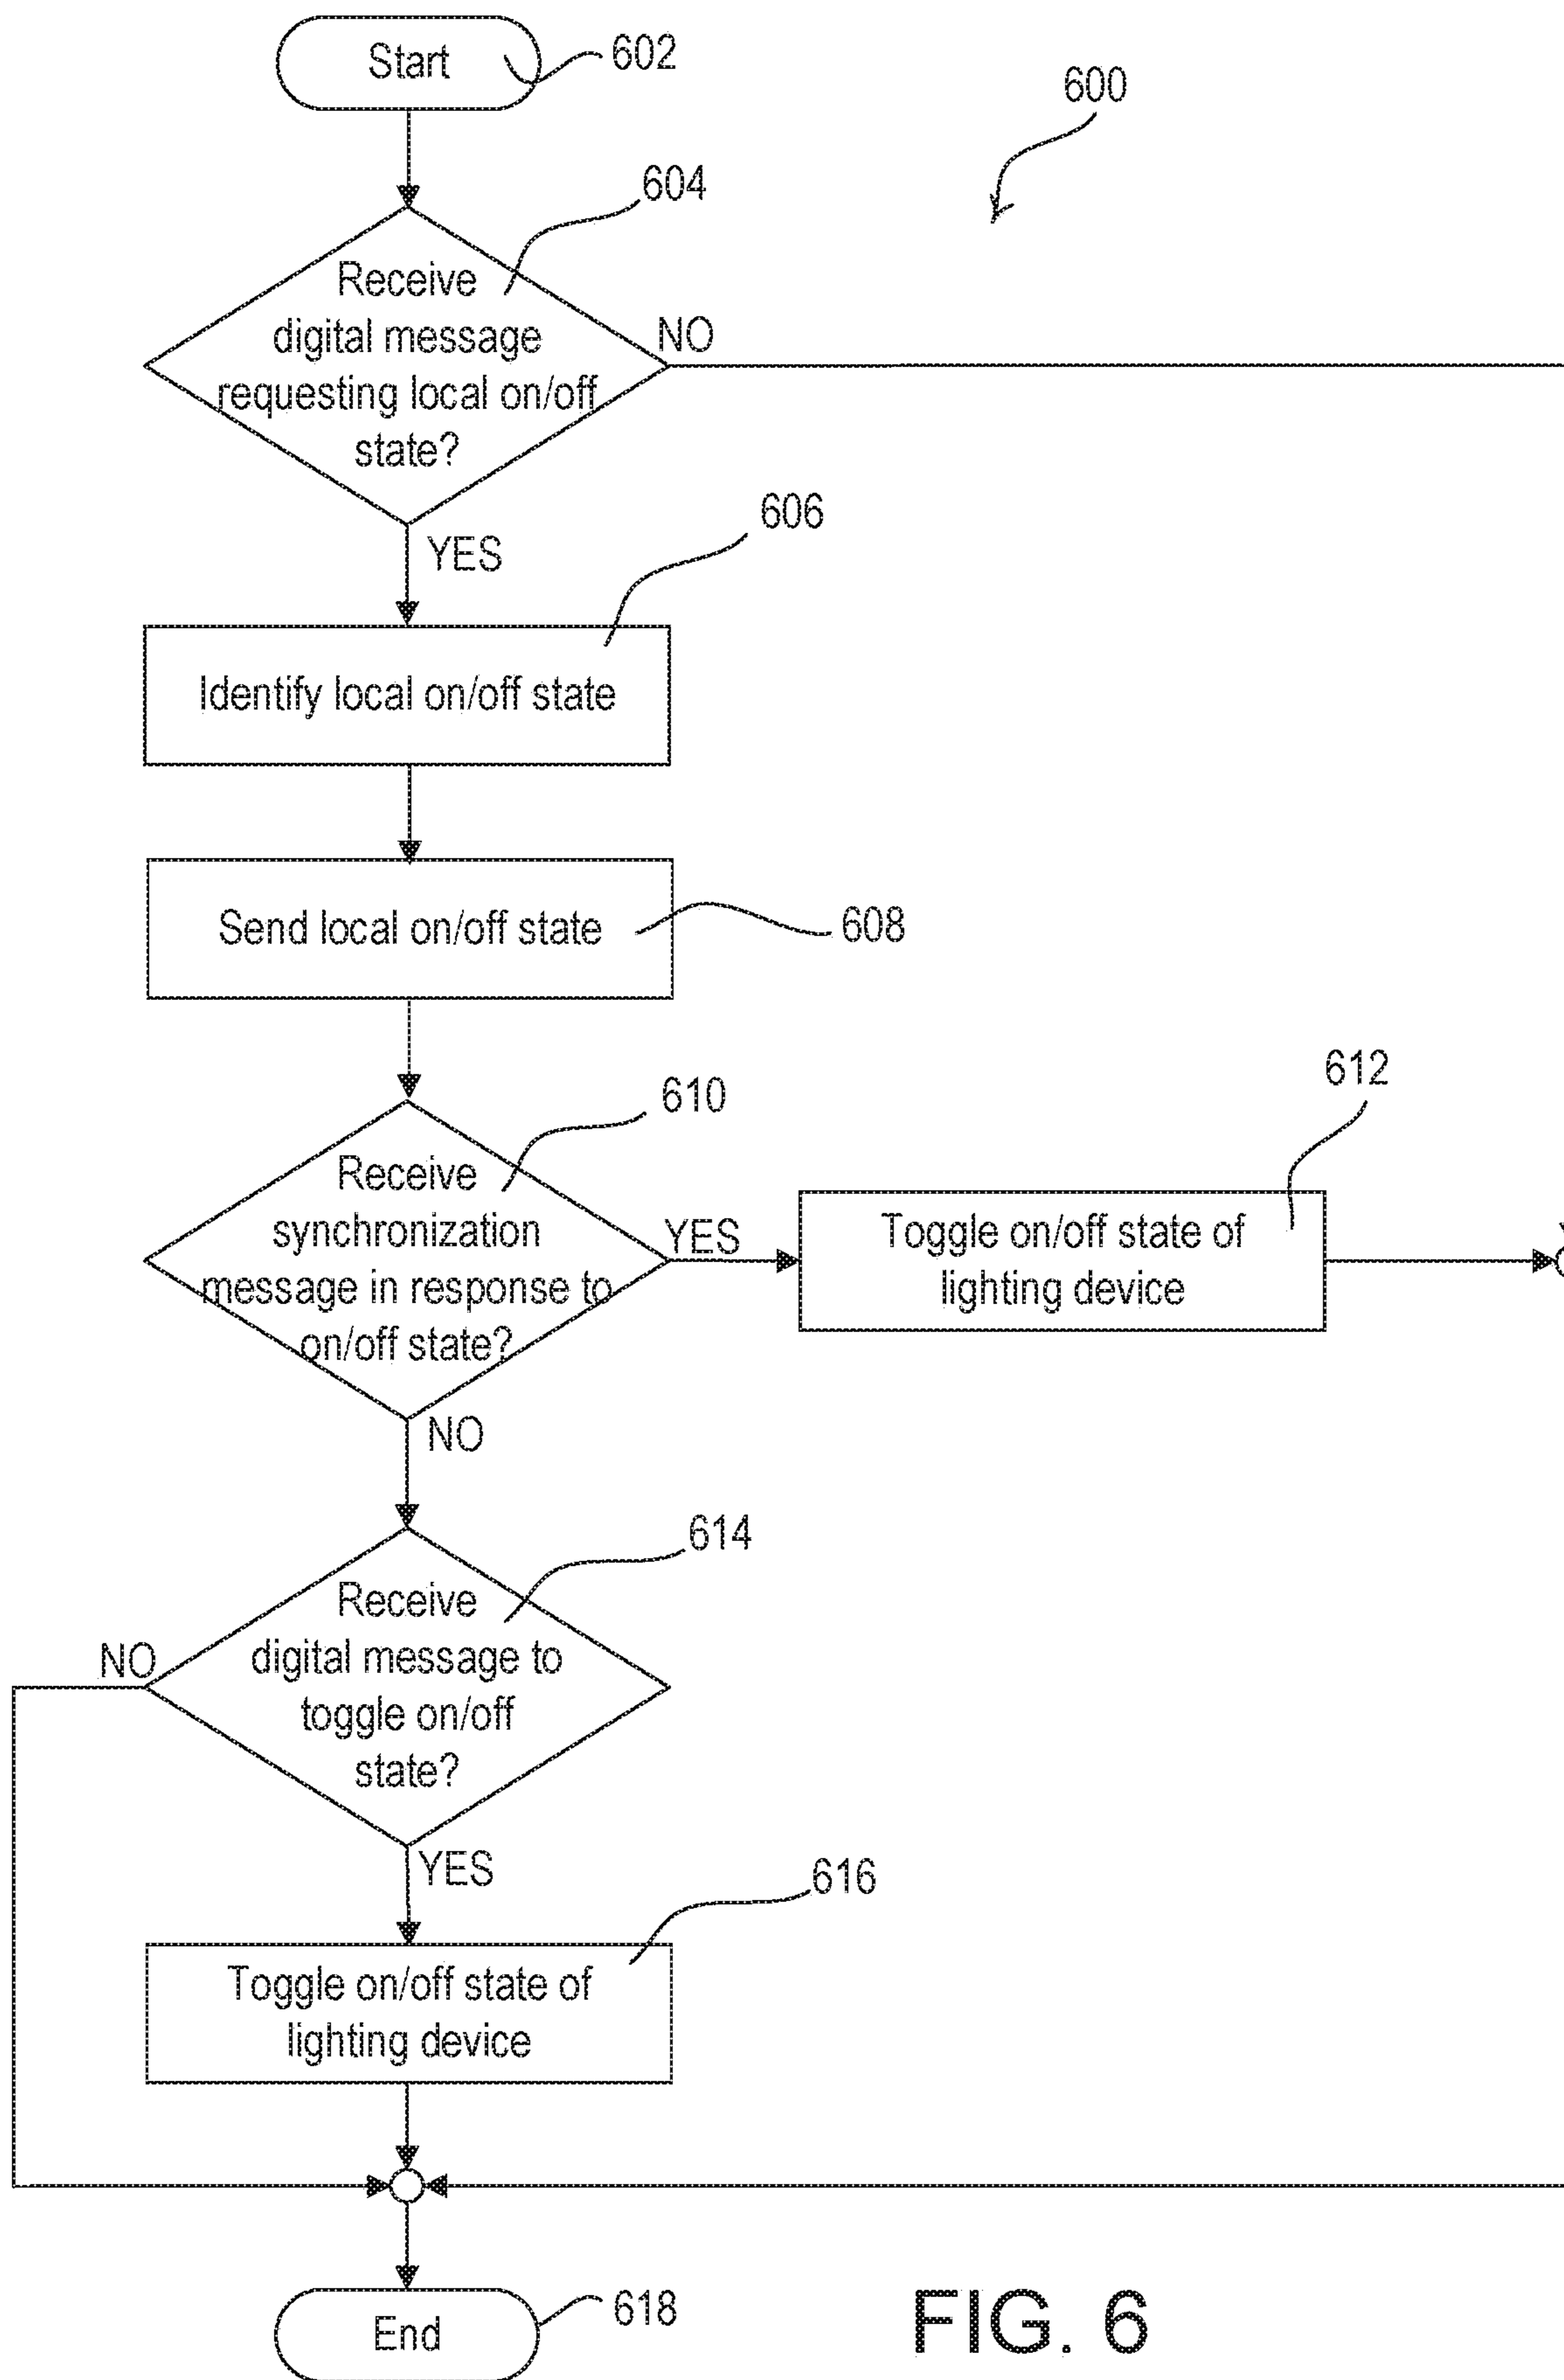 Start
602
600
604
Receive
digital message
requesting local on/off
state?
NO
YES
606
Identify local on/off state
Send local on/off state
608
610
612
Receive
synchronization
message in response to
on/off state?
YES
Toggle on/off state of
lighting device
NO
614
Receive
digital message to
toggle on/off
state?
NO
YES
616
Toggle on/off state of
lighting device
End
618
FIG. 6